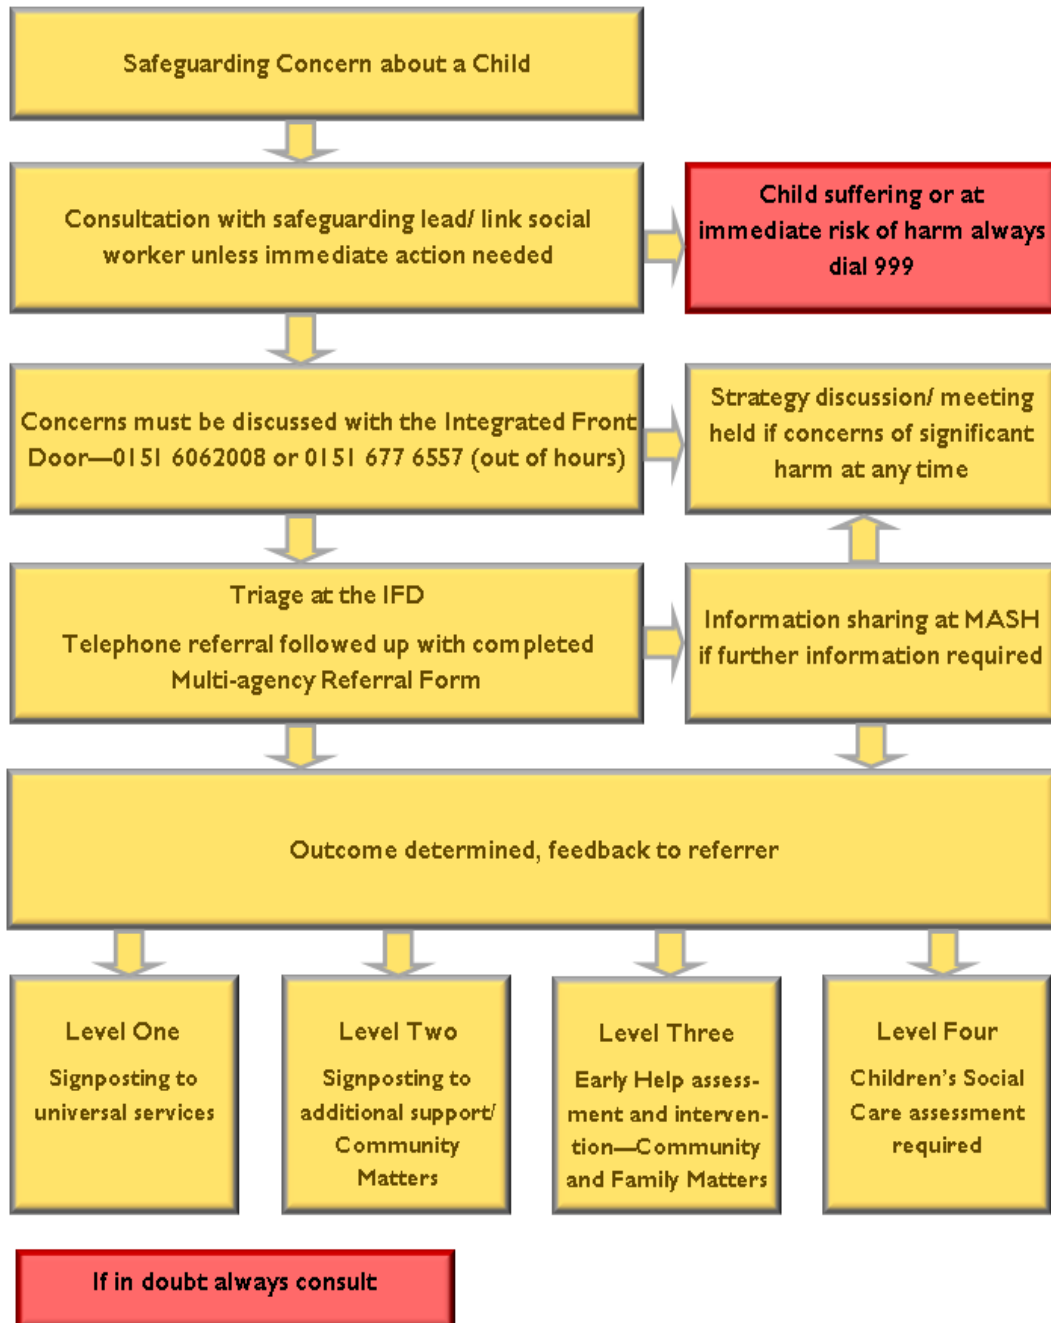 Safeguarding Concern about a Child
Consultation with safeguarding lead/ link social
worker unless immediate action needed
Child suffering or at
immediate risk of harm always
dial 999
Concerns must be discussed with the Integrated Front
Door—0151 6062008 or 0151 677 6557 (out of hours)
Strategy discussion/ meeting
held if concerns of significant
harm at any time
Triage at the IFD
Telephone referral followed up with completed
Multi-agency Referral Form
Information sharing at MASH
if further information required
Outcome determined, feedback to referrer
Level One
Signposting to
universal services
Level Two
Signposting to
additional support/
Community
Matters
Level Three
Early Help assess-
ment and interven-
tion—Community
and Family Matters
Level Four
Children's Social
Care assessment
required
If in doubt always consult